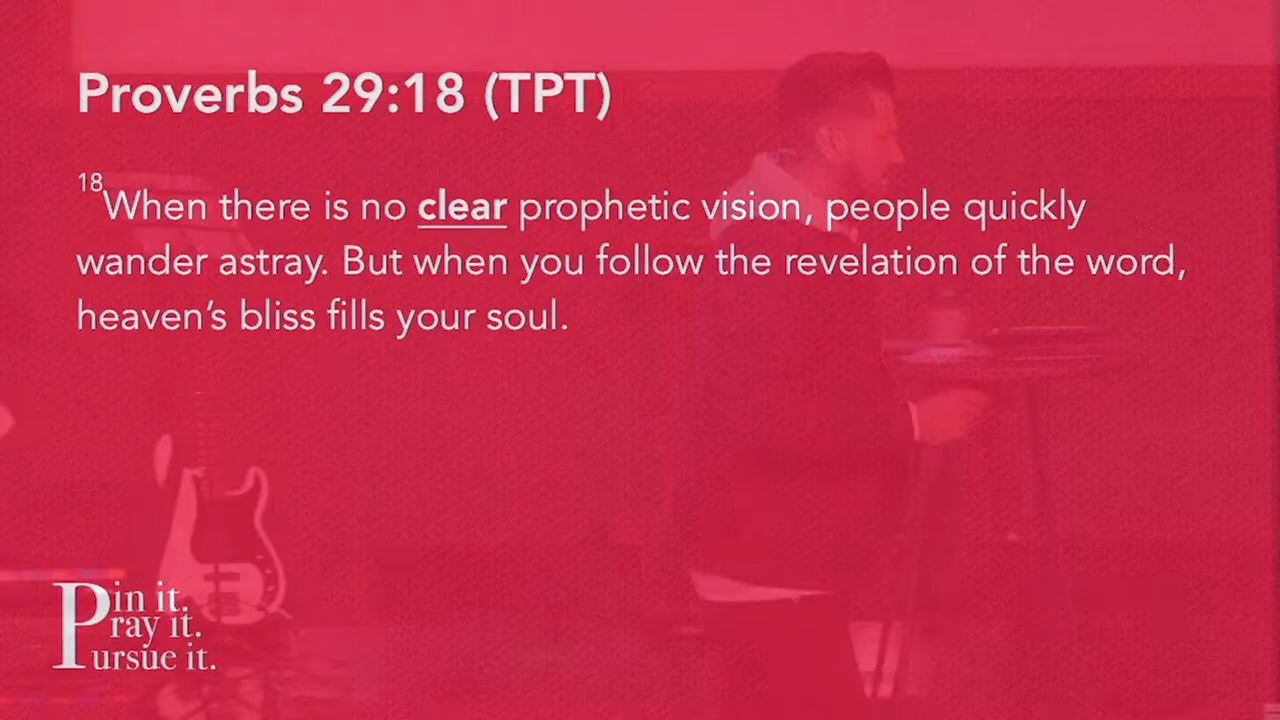 Proverbs 29:18 (TPT)
18When there is no clear prophetic vision, people quickly
wander astray. But when you follow the revelation of the word,
heaven’s bliss fills your soul.
Pin it.
Pray it.
Pursue it.